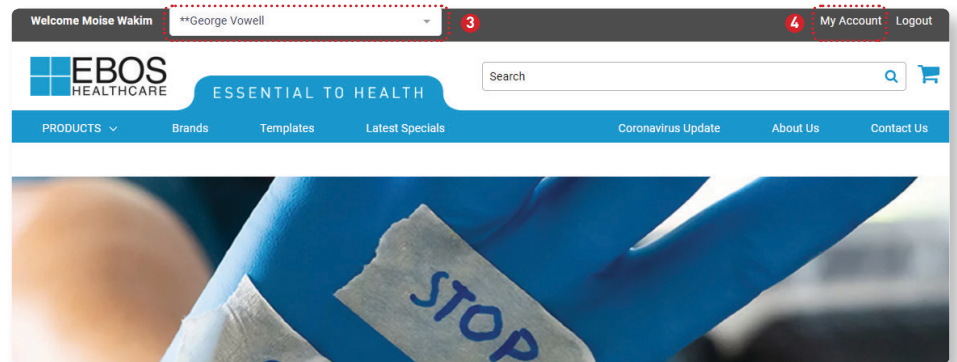 Welcome Moise Wakim **George Vowell 3 4 My Account Logout
EBOS
HEALTHCARE
ESSENTIAL TO HEALTH
Search
PRODUCTS Brands Templates Latest Specials Coronavirus Update About Us Contact Us
STOP